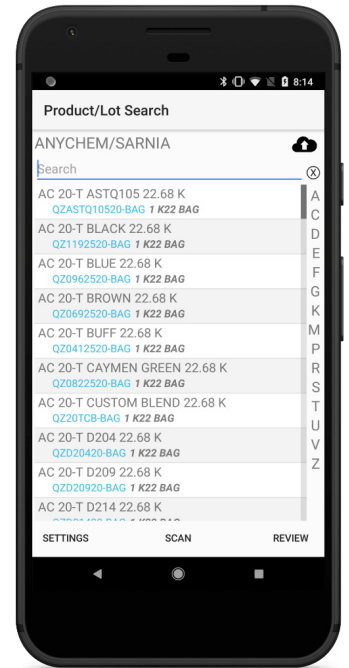 8:14
Product/Lot Search
ANYCHEM/SARNIA
Search
AC 20-T ASTQ105 22.68 K
QZASTQ10520-BAG 1 K22 BAG
AC 20-T BLACK 22.68 K
QZ1192520-BAG 1 K22 BAG
AC 20-T BLUE 22.68 K
QZ0962520-BAG 1 K22 BAG
AC 20-T BROWN 22.68 K
QZ0692520-BAG 1 K22 BAG
AC 20-T BUFF 22.68 K
QZ0412520-BAG 1 K22 BAG
AC 20-T CAYMEN GREEN 22.68 K
QZ0822520-BAG 1 K22 BAG
AC 20-T CUSTOM BLEND 22.68 K
QZ20TCB-BAG 1 K22 BAG
AC 20-T D204 22.68 K
QZD20420-BAG 1 K22 BAG
AC 20-T D209 22.68 K
QZD20920-BAG 1 K22 BAG
AC 20-T D214 22.68 K
A
C
D
E
F
G
K
M
P
R
S
T
U
V
Z
SETTINGS SCAN REVIEW